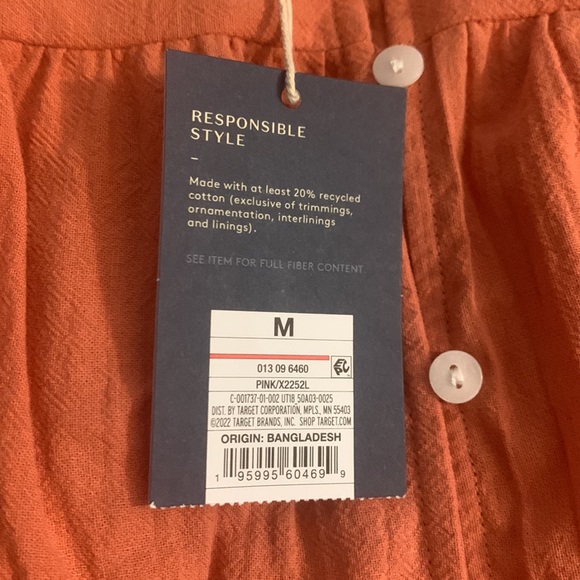 RESPONSIBLE
STYLE
–
Made with at least 20% recycled
cotton (exclusive of trimmings,
ornamentation, interlinings
and linings).
SEE ITEM FOR FULL FIBER CONTENT
M
013 09 6460
PINK/X2252L
C-001737-01-002 UT18_50A03-0025
DIST. BY TARGET CORPORATION, MPLS., MN 55403
©2022 TARGET BRANDS, INC. SHOP TARGET.COM
ORIGIN: BANGLADESH
1 95995 60469 9